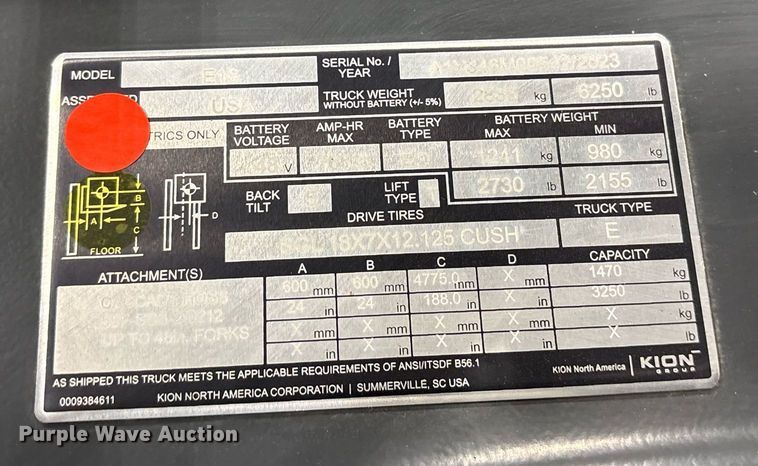 MODEL
SERIAL No./ YEAR
USA
TRUCK WEIGHT WITHOUT BATTERY (+/- 5%) kg 6250 lb
TRICS ONLY
BATTERY VOLTAGE V
AMP-HR MAX
BATTERY TYPE
BATTERY WEIGHT
MAX MIN
1241 kg 980 kg
2730 lb 2155 lb
BACK TILT
LIFT TYPE
A B C D
FLOOR
DRIVE TIRES
18X7X12.125 CUSH
TRUCK TYPE
E
ATTACHMENT(S)
UP TO 48in. FORKS
A B C D CAPACITY
600 mm 600 mm 4775.0 mm X mm 1470 kg
24 in 24 in 188.0 in X in 3250 lb
X mm X mm X mm X mm X kg
X in X in X in X in X lb
AS SHIPPED THIS TRUCK MEETS THE APPLICABLE REQUIREMENTS OF ANSI/ITSDF B56.1
KION NORTH AMERICA CORPORATION | SUMMERVILLE, SC USA
0009384611
KION North America | KION GROUP
Purple Wave Auction